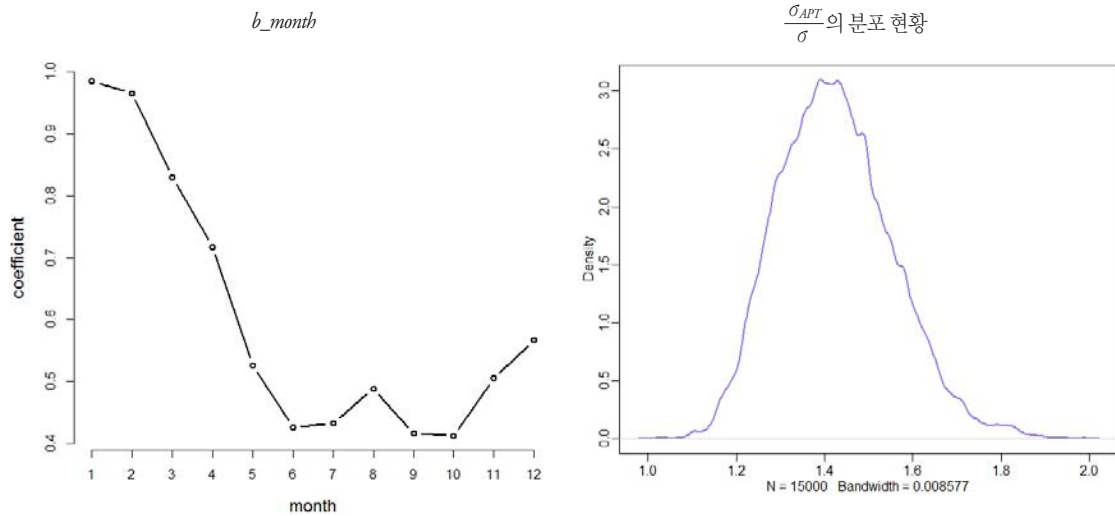 b_month
σ_APT
σ
의 분포 현황
coefficient
1.0
0.9
0.8
0.7
0.6
0.5
0.4
1 2 3 4 5 6 7 8 9 10 11 12
month
Density
3.0
2.5
2.0
1.5
1.0
0.5
0.0
1.0 1.2 1.4 1.6 1.8 2.0
N = 15000 Bandwidth = 0.008577